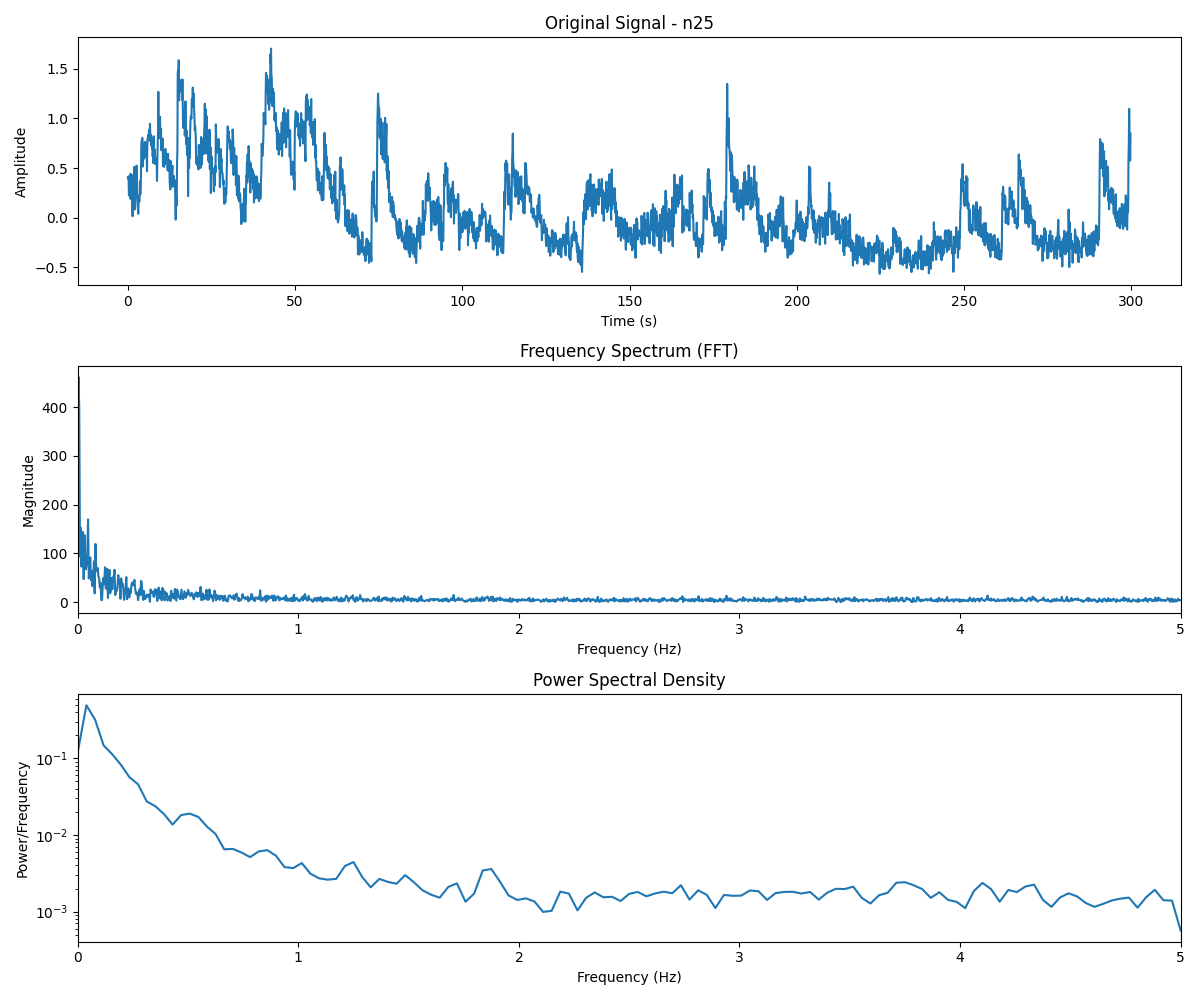 Original Signal - n25
Amplitude
1.5
1.0
0.5
0.0
−0.5
0 50 100 150 200 250 300
Time (s)
Frequency Spectrum (FFT)
Magnitude
400
300
200
100
0
0 1 2 3 4 5
Frequency (Hz)
Power Spectral Density
Power/Frequency
10⁻¹
10⁻²
10⁻³
0 1 2 3 4 5
Frequency (Hz)